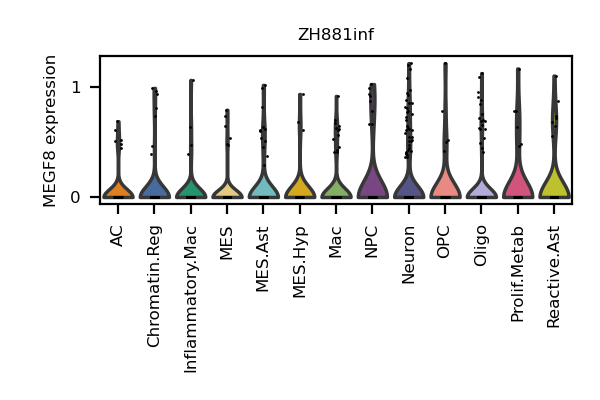 ZH881inf
MEGF8 expression
1
0
AC
Chromatin.Reg
Inflammatory.Mac
MES
MES.Ast
MES.Hyp
Mac
NPC
Neuron
OPC
Oligo
Prolif.Metab
Reactive.Ast